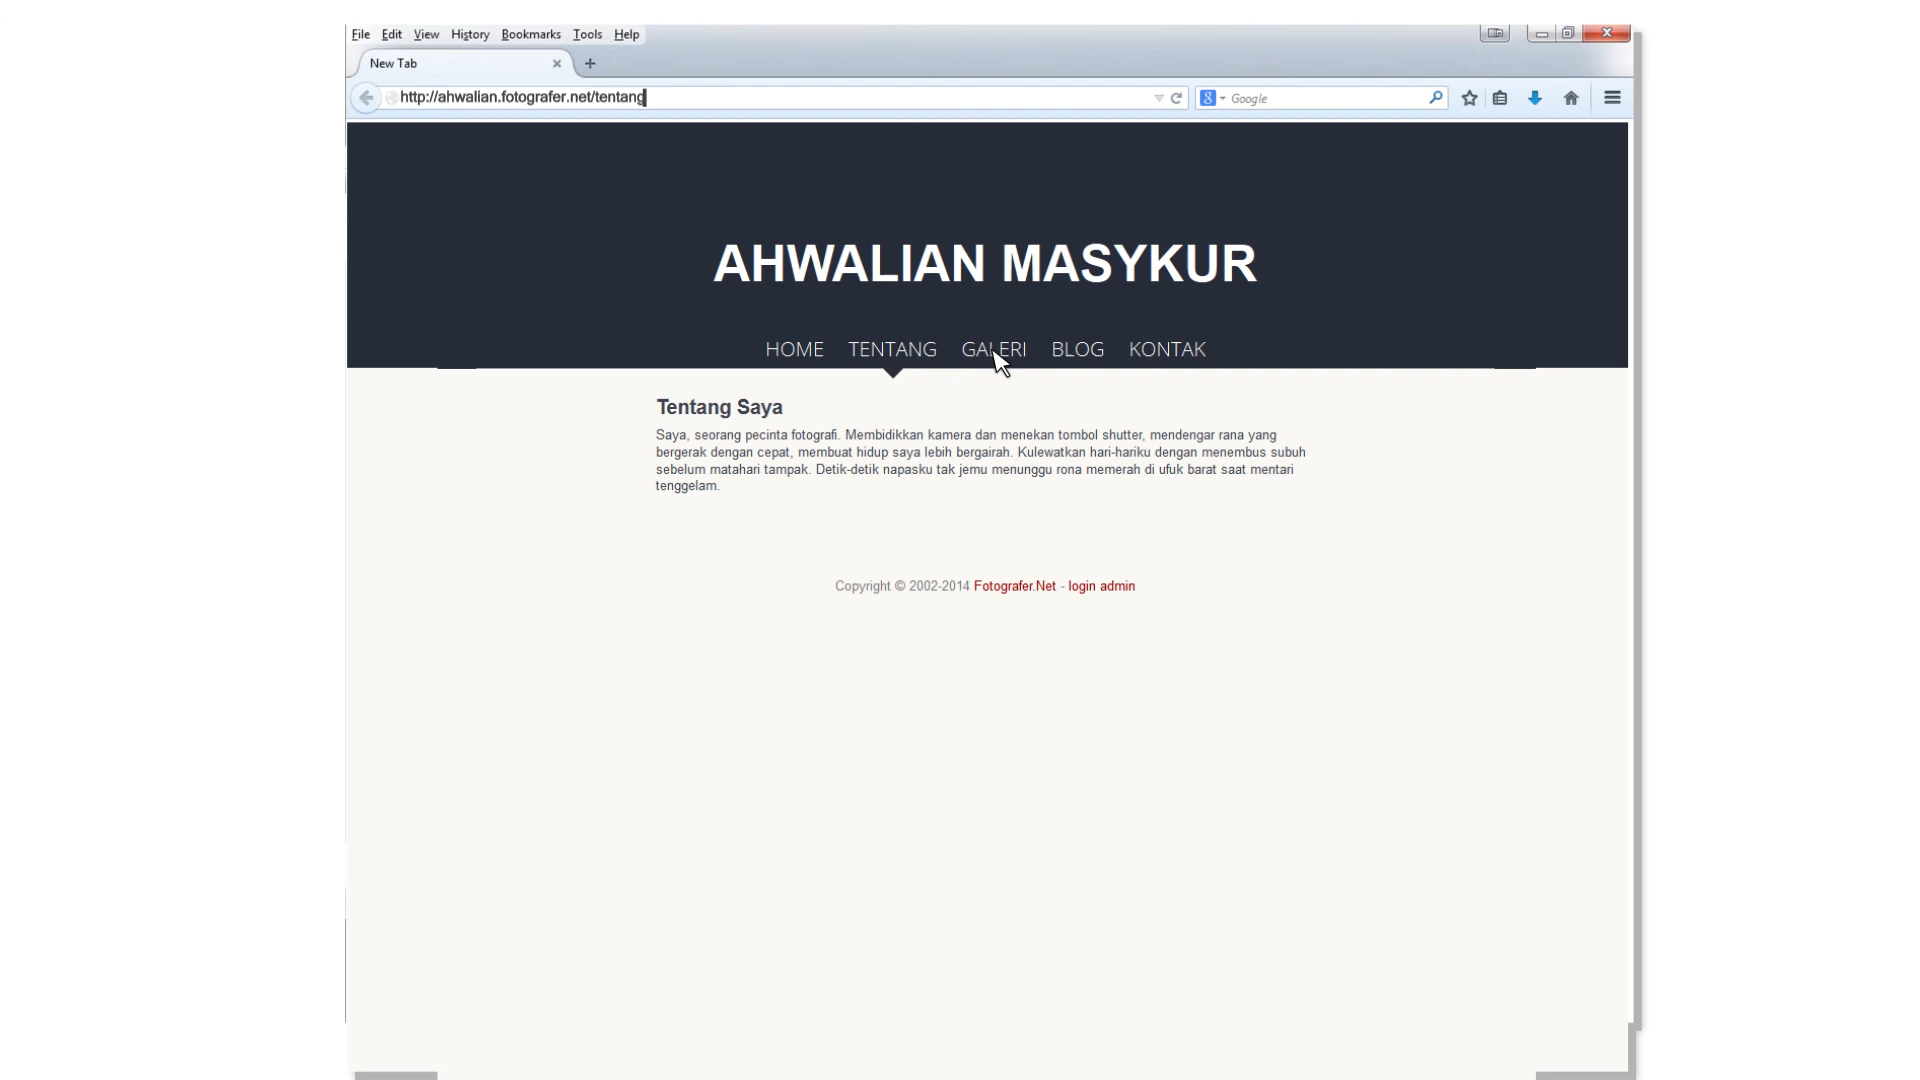 File Edit View History Bookmarks Tools Help
New Tab
http://ahwalian.fotografer.net/tentang
Google
AHWALIAN MASYKUR
HOME TENTANG GALERI BLOG KONTAK
Tentang Saya
Saya, seorang pecinta fotografi. Membidikkan kamera dan menekan tombol shutter, mendengar rana yang
bergerak dengan cepat, membuat hidup saya lebih bergairah. Kulewatkan hari-hariku dengan menembus subuh
sebelum matahari tampak. Detik-detik napasku tak jemu menunggu rona memerah di ufuk barat saat mentari
tenggelam.
Copyright © 2002-2014 Fotografer.Net - login admin